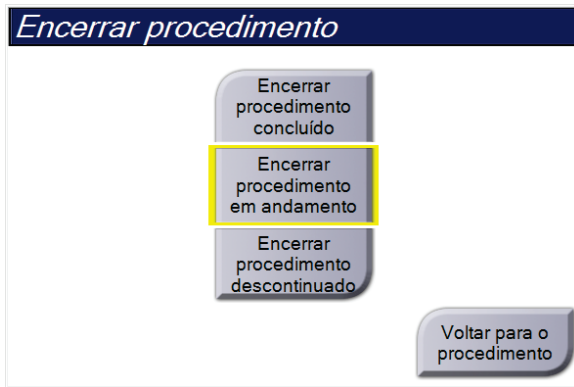 Encerrar procedimento
Encerrar
procedimento
concluído
Encerrar
procedimento
em andamento
Encerrar
procedimento
descontinuado
Voltar para o
procedimento